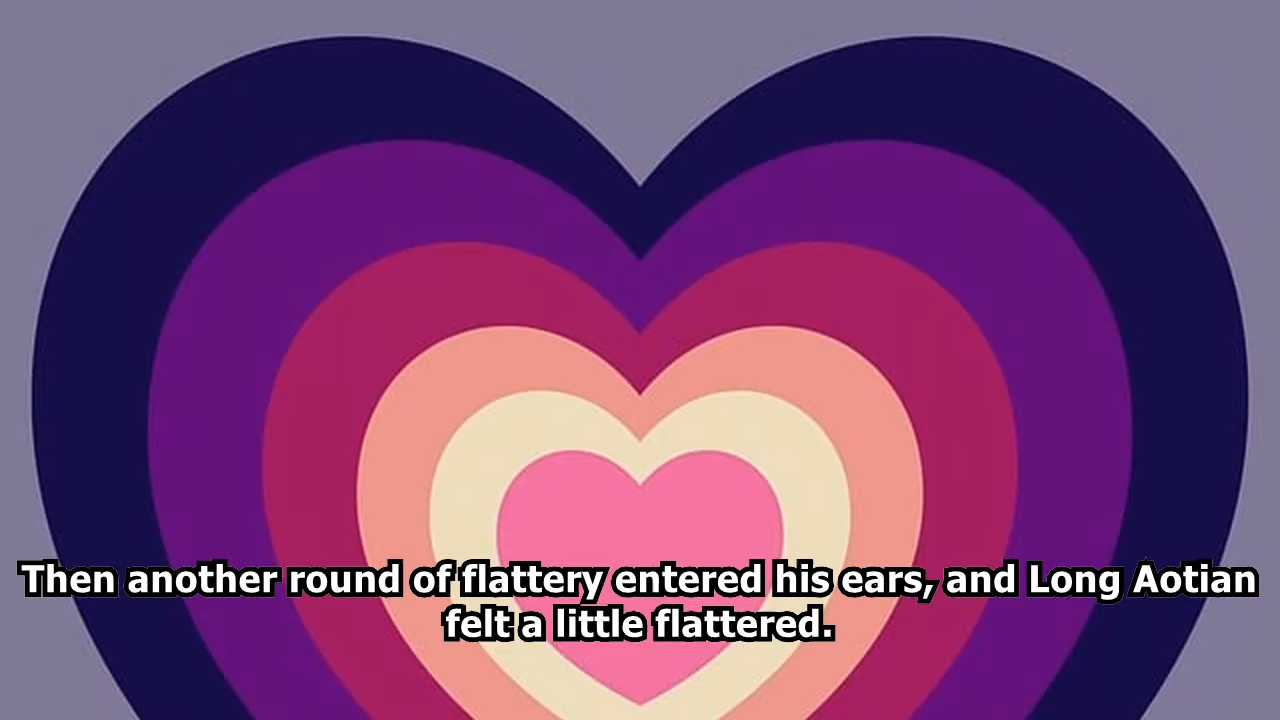 Then another round of flattery entered his ears, and Long Aotian
felt a little flattered.